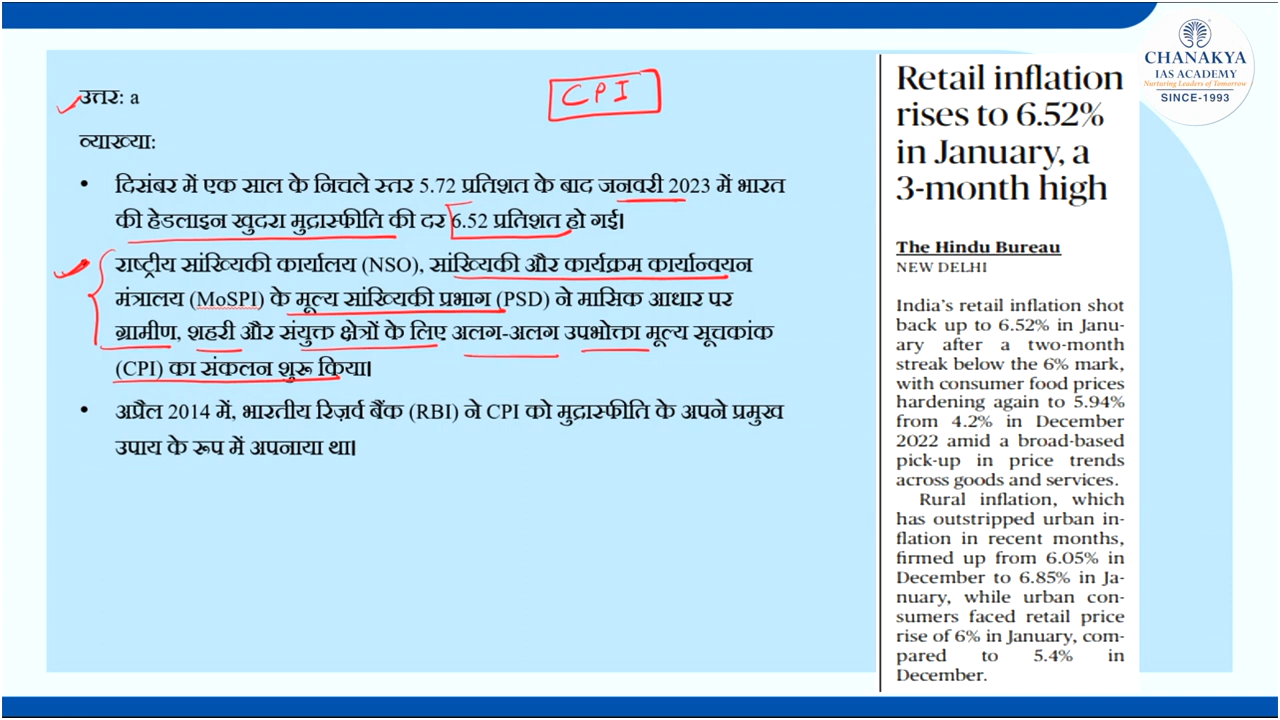 CPI
उत्तर: a
व्याख्या:
• दिसंबर में एक साल के निचले स्तर 5.72 प्रतिशत के बाद जनवरी 2023 में भारत
की हेडलाइन खुदरा मुद्रास्फीति की दर 6.52 प्रतिशत हो गई।
राष्ट्रीय सांख्यिकी कार्यालय (NSO), सांख्यिकी और कार्यक्रम कार्यान्वयन
मंत्रालय (MoSPI) के मूल्य सांख्यिकी प्रभाग (PSD) ने मासिक आधार पर
ग्रामीण, शहरी और संयुक्त क्षेत्रों के लिए अलग-अलग उपभोक्ता मूल्य सूचकांक
(CPI) का संकलन शुरू किया।
• अप्रैल 2014 में, भारतीय रिज़र्व बैंक (RBI) ने CPI को मुद्रास्फीति के अपने प्रमुख
उपाय के रूप में अपनाया था।
Retail inflation
rises to 6.52%
in January, a
3-month high
The Hindu Bureau
NEW DELHI
India's retail inflation shot
back up to 6.52% in Janu-
ary after a two-month
streak below the 6% mark,
with consumer food prices
hardening again to 5.94%
from 4.2% in December
2022 amid a broad-based
pick-up in price trends
across goods and services.
Rural inflation, which
has outstripped urban in-
flation in recent months,
firmed up from 6.05% in
December to 6.85% in Ja-
nuary, while urban con-
sumers faced retail price
rise of 6% in January, com-
pared to 5.4% in
December.
CHANAKYA
IAS ACADEMY
Nurturing Leaders of Tomorrow
SINCE-1993